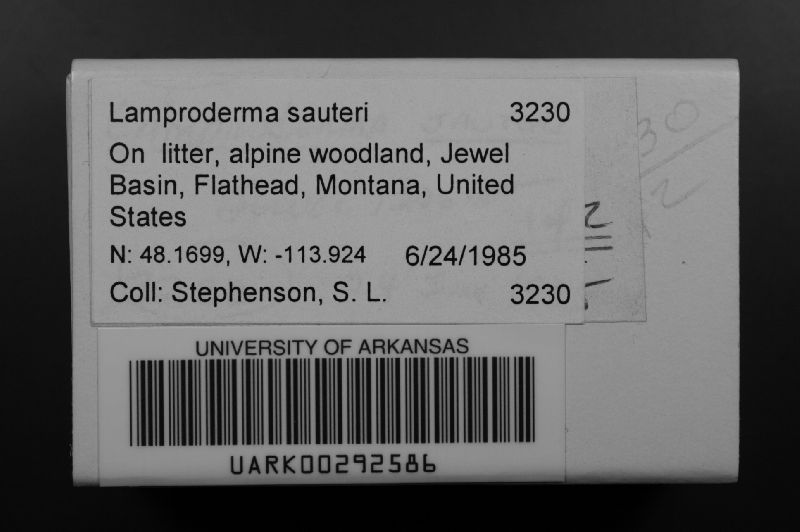 Lamproderma sauteri 3230
On litter, alpine woodland, Jewel
Basin, Flathead, Montana, United
States
N: 48.1699, W: -113.924 6/24/1985
Coll: Stephenson, S. L. 3230
UNIVERSITY OF ARKANSAS
UARK00292586